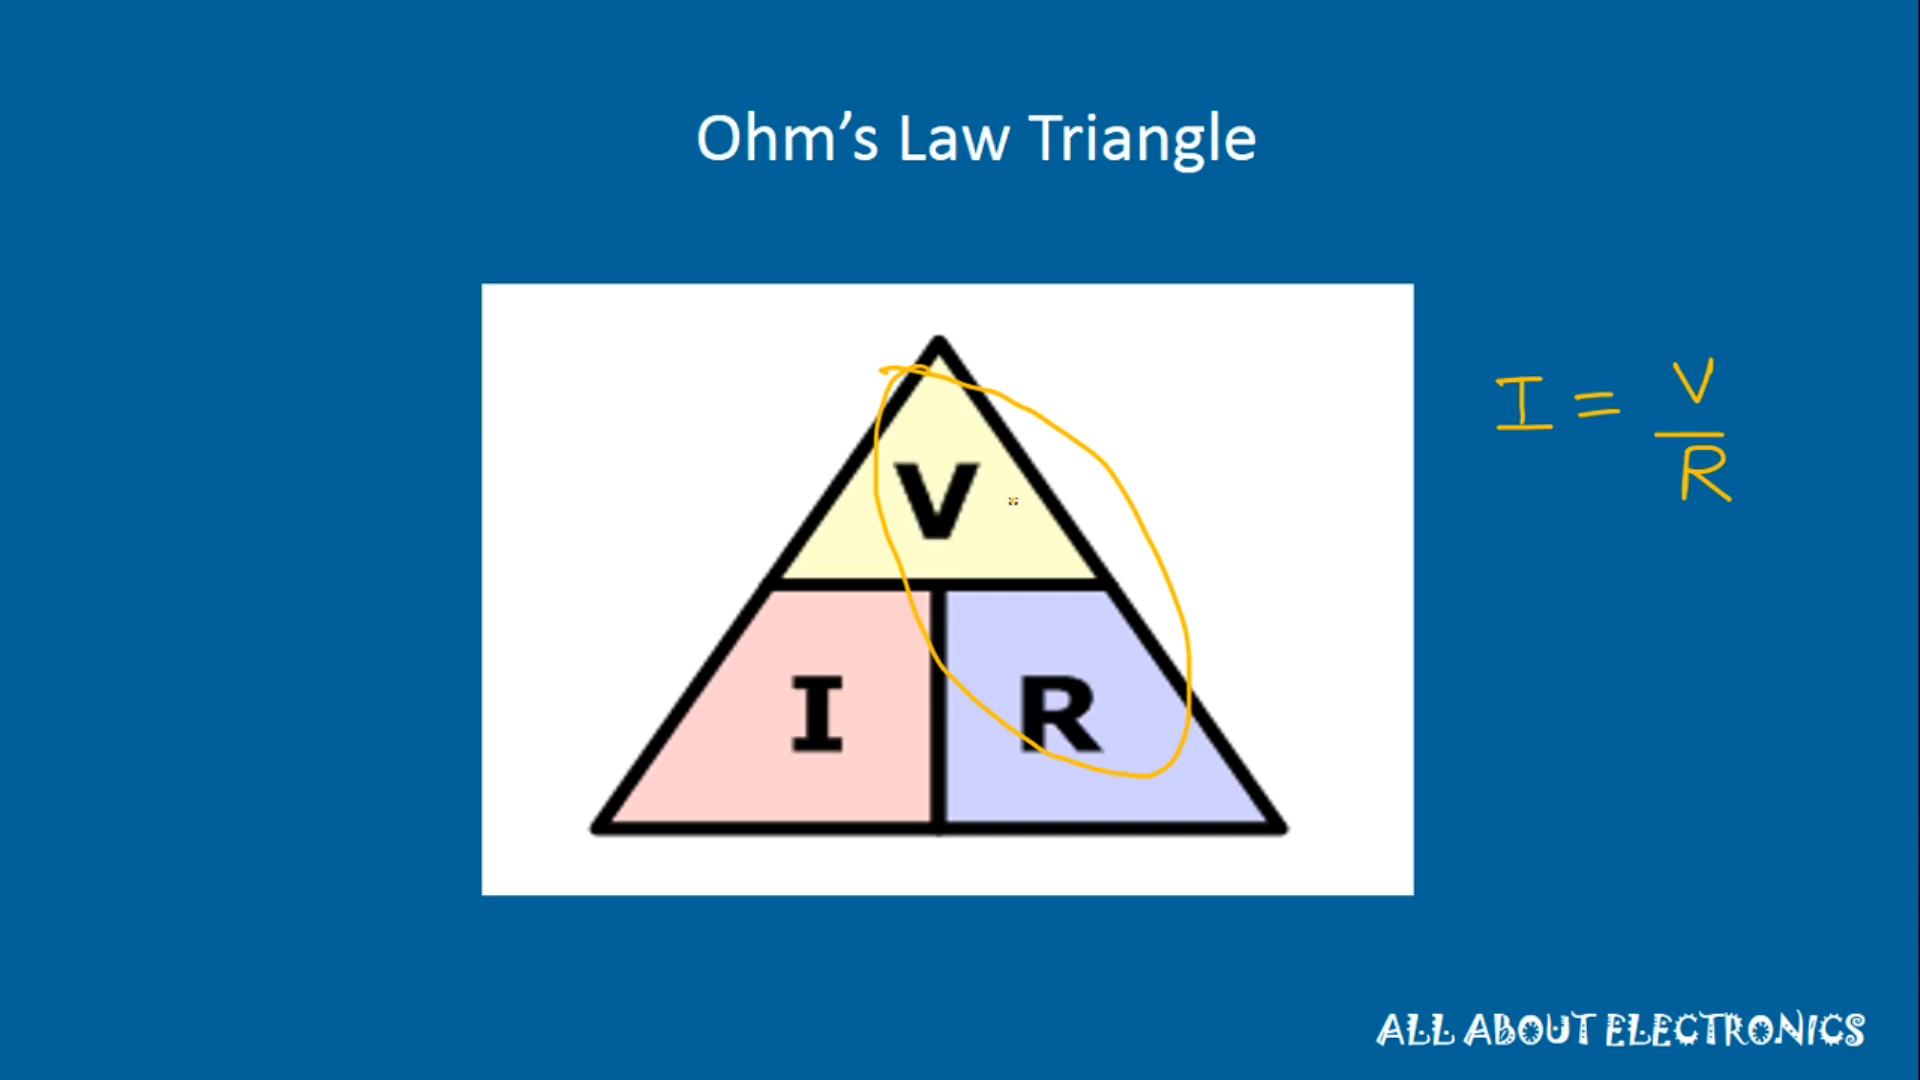 Ohm’s Law Triangle
V
I R
I = V/R
ALL ABOUT ELECTRONICS